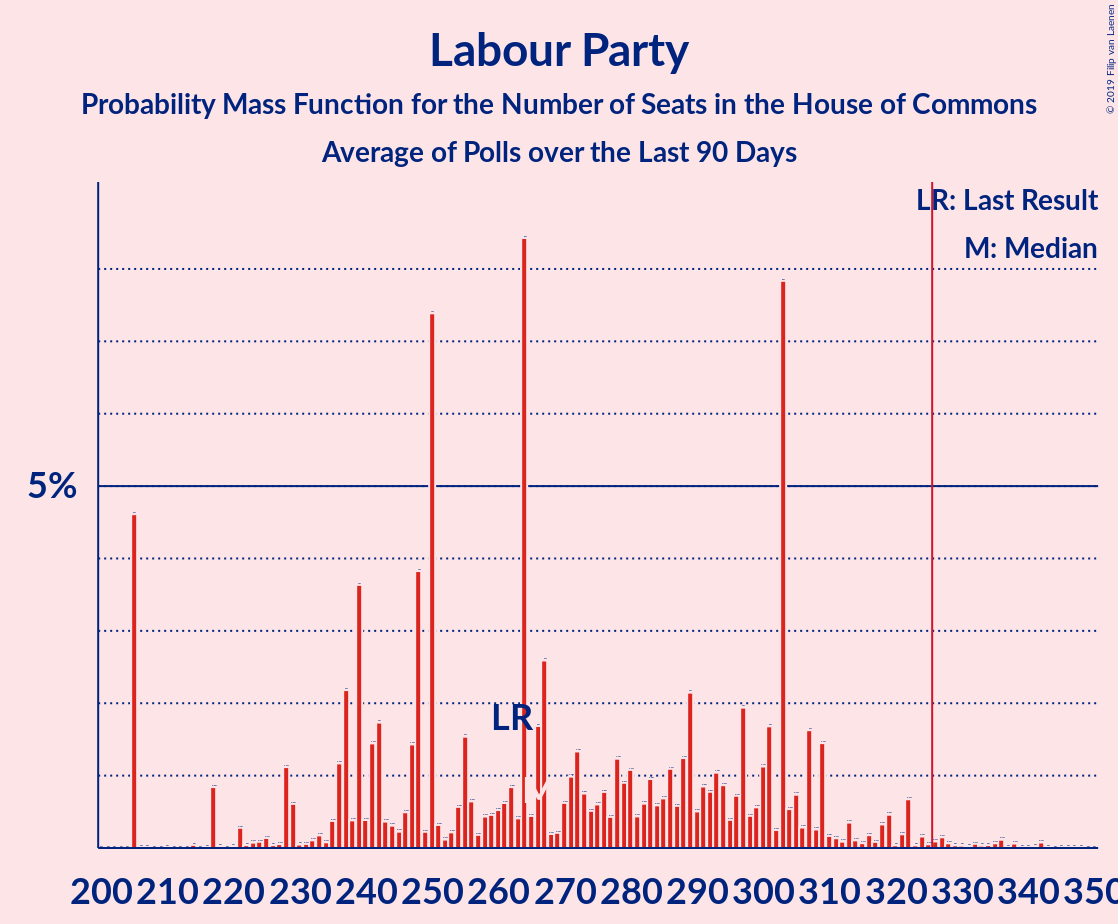 Labour Party
Probability Mass Function for the Number of Seats in the House of Commons
Average of Polls over the Last 90 Days
© 2019 Filip van Laenen
LR: Last Result
M: Median
5%
LR
200 210 220 230 240 250 260 270 280 290 300 310 320 330 340 350